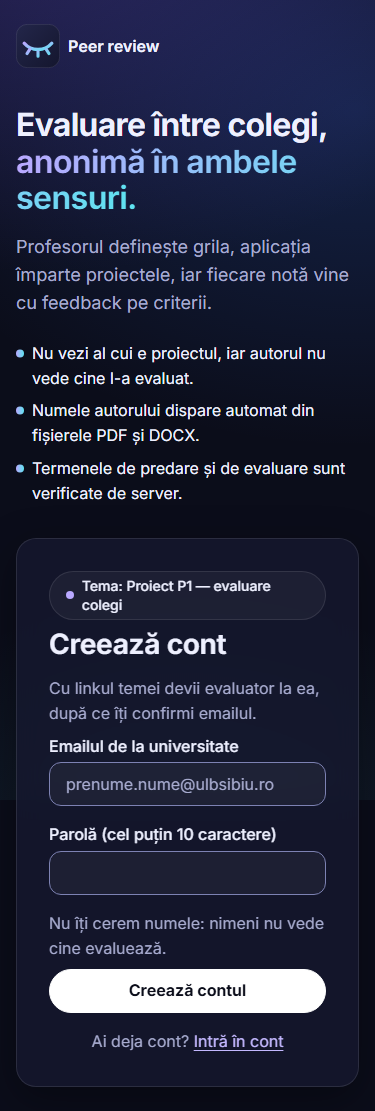 Peer review
Evaluare între colegi,
anonimă în ambele
sensuri.
Profesorul definește grila, aplicația
împarte proiectele, iar fiecare notă vine
cu feedback pe criterii.
Nu vezi al cui e proiectul, iar autorul nu
vede cine l-a evaluat.
Numele autorului dispare automat din
fișierele PDF și DOCX.
Termenele de predare și de evaluare sunt
verificate de server.
Tema: Proiect P1 — evaluare
colegi
Creează cont
Cu linkul temei devii evaluator la ea,
după ce îți confirmi emailul.
Emailul de la universitate
prenume.nume@ulbsibiu.ro
Parolă (cel puțin 10 caractere)
Nu îți cerem numele: nimeni nu vede
cine evaluează.
Creează contul
Ai deja cont? Intră în cont